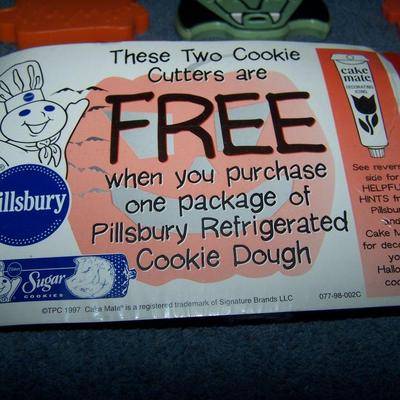 These Two Cookie
Cutters are
FREE
when you purchase
one package of
Pillsbury Refrigerated
Cookie Dough
illsbury
Sugar
COOKIES
cake
mate
DECORATING
ICING
See revers
side for
HELPFU
HINTS fr
Pillsbur
and
Cake M
for deco
yo
Hallo
coo
©TPC 1997 Cake Mate® is a registered trademark of Signature Brands LLC
077-98-002C